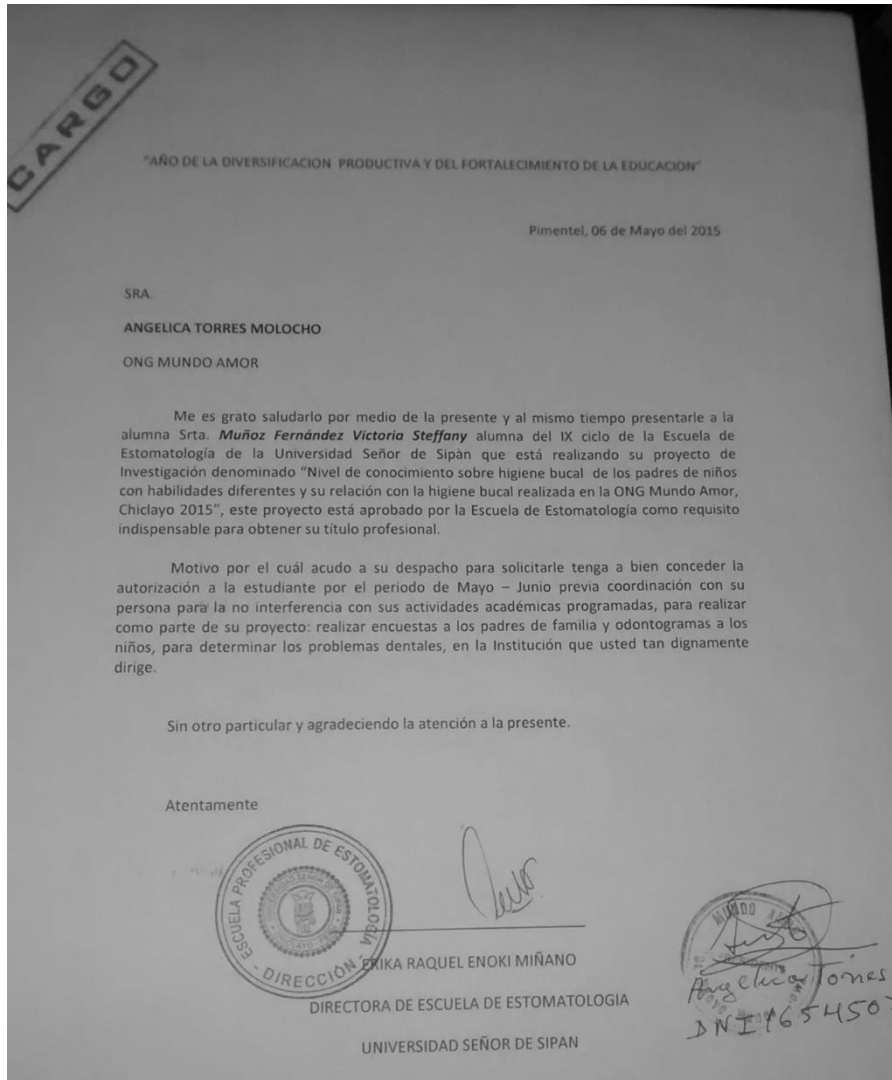 CARGO
"AÑO DE LA DIVERSIFICACION PRODUCTIVA Y DEL FORTALECIMIENTO DE LA EDUCACION"
Pimentel, 06 de Mayo del 2015
SRA.
ANGELICA TORRES MOLOCHO
ONG MUNDO AMOR
Me es grato saludarlo por medio de la presente y al mismo tiempo presentarle a la
alumna Srta. Muñoz Fernández Victoria Steffany alumna del IX ciclo de la Escuela de
Estomatología de la Universidad Señor de Sipàn que está realizando su proyecto de
Investigación denominado "Nivel de conocimiento sobre higiene bucal de los padres de niños
con habilidades diferentes y su relación con la higiene bucal realizada en la ONG Mundo Amor,
Chiclayo 2015", este proyecto está aprobado por la Escuela de Estomatología como requisito
indispensable para obtener su título profesional.
Motivo por el cuál acudo a su despacho para solicitarle tenga a bien conceder la
autorización a la estudiante por el periodo de Mayo – Junio previa coordinación con su
persona para la no interferencia con sus actividades académicas programadas, para realizar
como parte de su proyecto: realizar encuestas a los padres de familia y odontogramas a los
niños, para determinar los problemas dentales, en la Institución que usted tan dignamente
dirige.
Sin otro particular y agradeciendo la atención a la presente.
Atentamente
ESCUELA PROFESIONAL DE ESTOMATOLOGÍA
- DIRECCIÓN -
ERIKA RAQUEL ENOKI MIÑANO
DIRECTORA DE ESCUELA DE ESTOMATOLOGIA
UNIVERSIDAD SEÑOR DE SIPAN
MUNDO AMOR
Angelica Torres
DNI